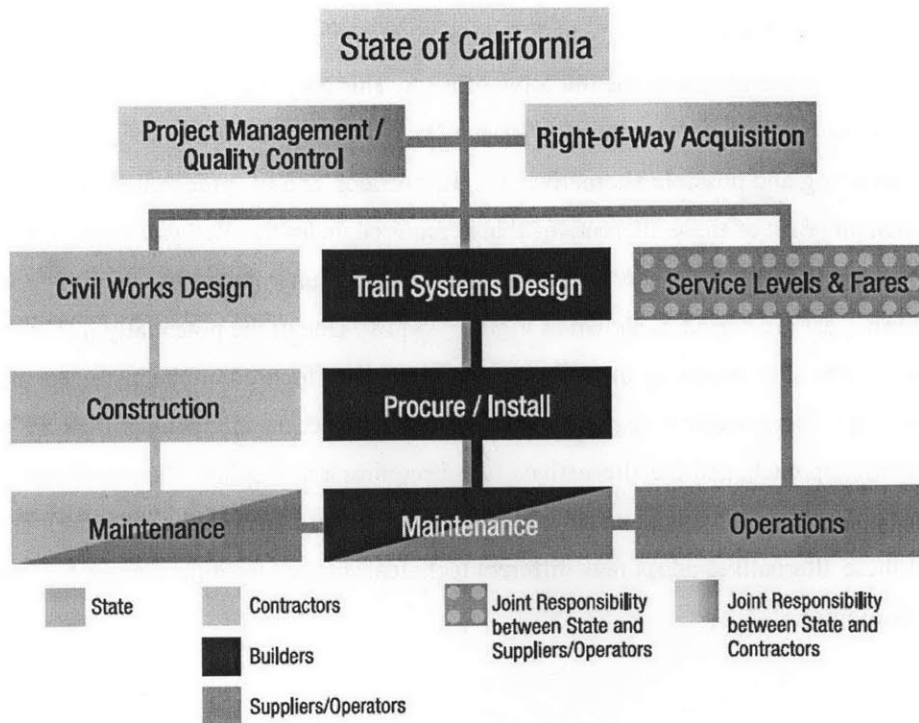 State of California
Project Management /
Quality Control
Right-of-Way Acquisition
Civil Works Design
Train Systems Design
Service Levels & Fares
Construction
Procure / Install
Maintenance
Maintenance
Operations
State
Contractors
Builders
Suppliers/Operators
Joint Responsibility
between State and
Suppliers/Operators
Joint Responsibility
between State and
Contractors